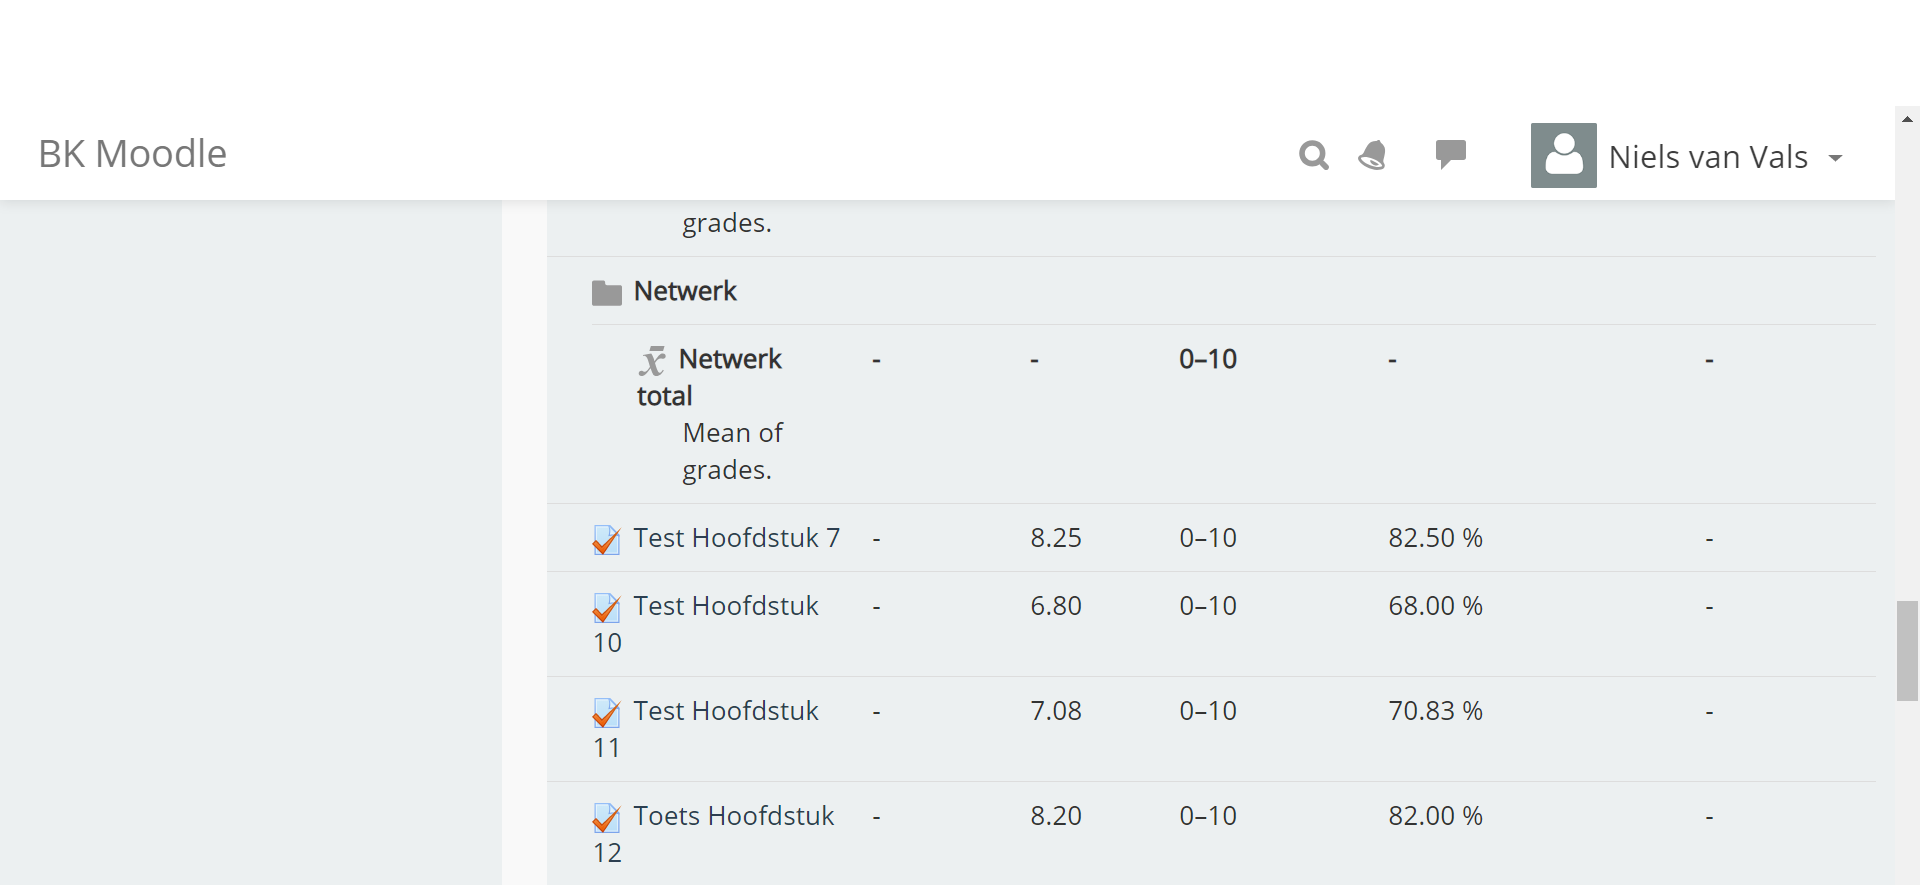 BK Moodle
Niels van Vals
grades.
Netwerk
x̄ Netwerk - - 0–10 - -
total
Mean of
grades.
Test Hoofdstuk 7 - 8.25 0–10 82.50 % -
Test Hoofdstuk - 6.80 0–10 68.00 % -
10
Test Hoofdstuk - 7.08 0–10 70.83 % -
11
Toets Hoofdstuk - 8.20 0–10 82.00 % -
12